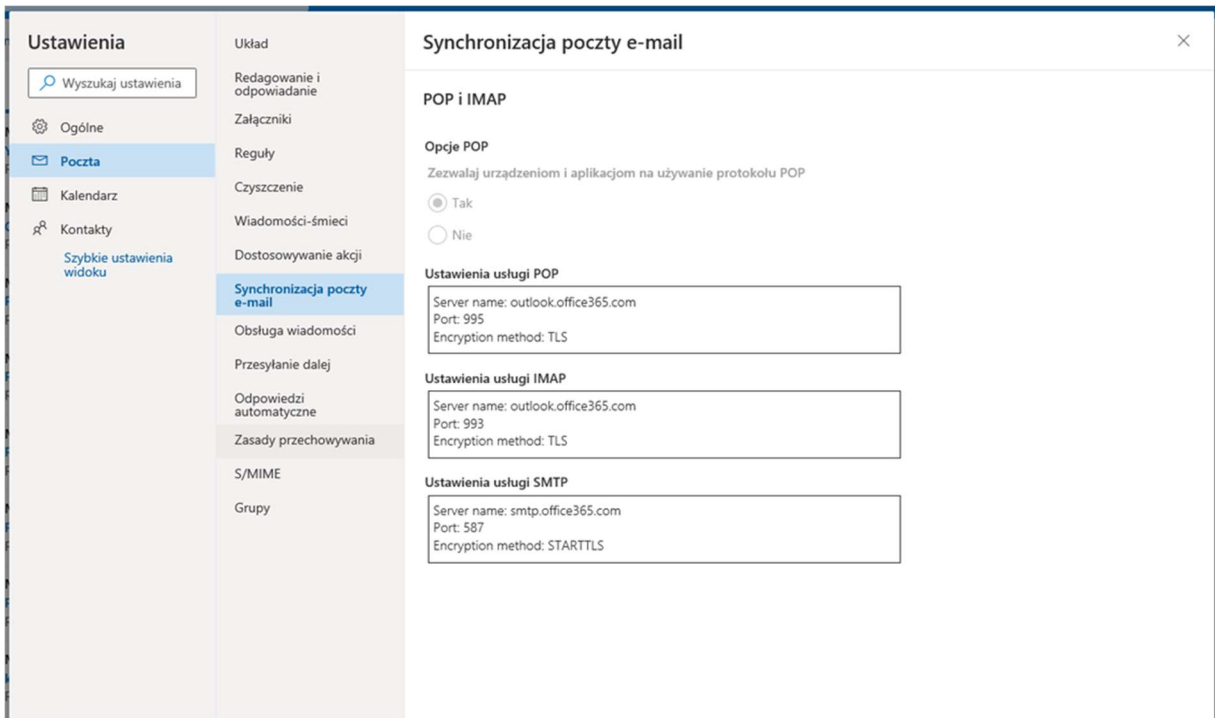 Ustawienia
Wyszukaj ustawienia
Ogólne
Poczta
Kalendarz
Kontakty
Szybkie ustawienia
widoku
Układ
Redagowanie i
odpowiadanie
Załączniki
Reguły
Czyszczenie
Wiadomości-śmieci
Dostosowywanie akcji
Synchronizacja poczty
e-mail
Obsługa wiadomości
Przesyłanie dalej
Odpowiedzi
automatyczne
Zasady przechowywania
S/MIME
Grupy
Synchronizacja poczty e-mail
POP i IMAP
Opcje POP
Zezwalaj urządzeniom i aplikacjom na używanie protokołu POP
Tak
Nie
Ustawienia usługi POP
Server name: outlook.office365.com
Port: 995
Encryption method: TLS
Ustawienia usługi IMAP
Server name: outlook.office365.com
Port: 993
Encryption method: TLS
Ustawienia usługi SMTP
Server name: smtp.office365.com
Port: 587
Encryption method: STARTTLS